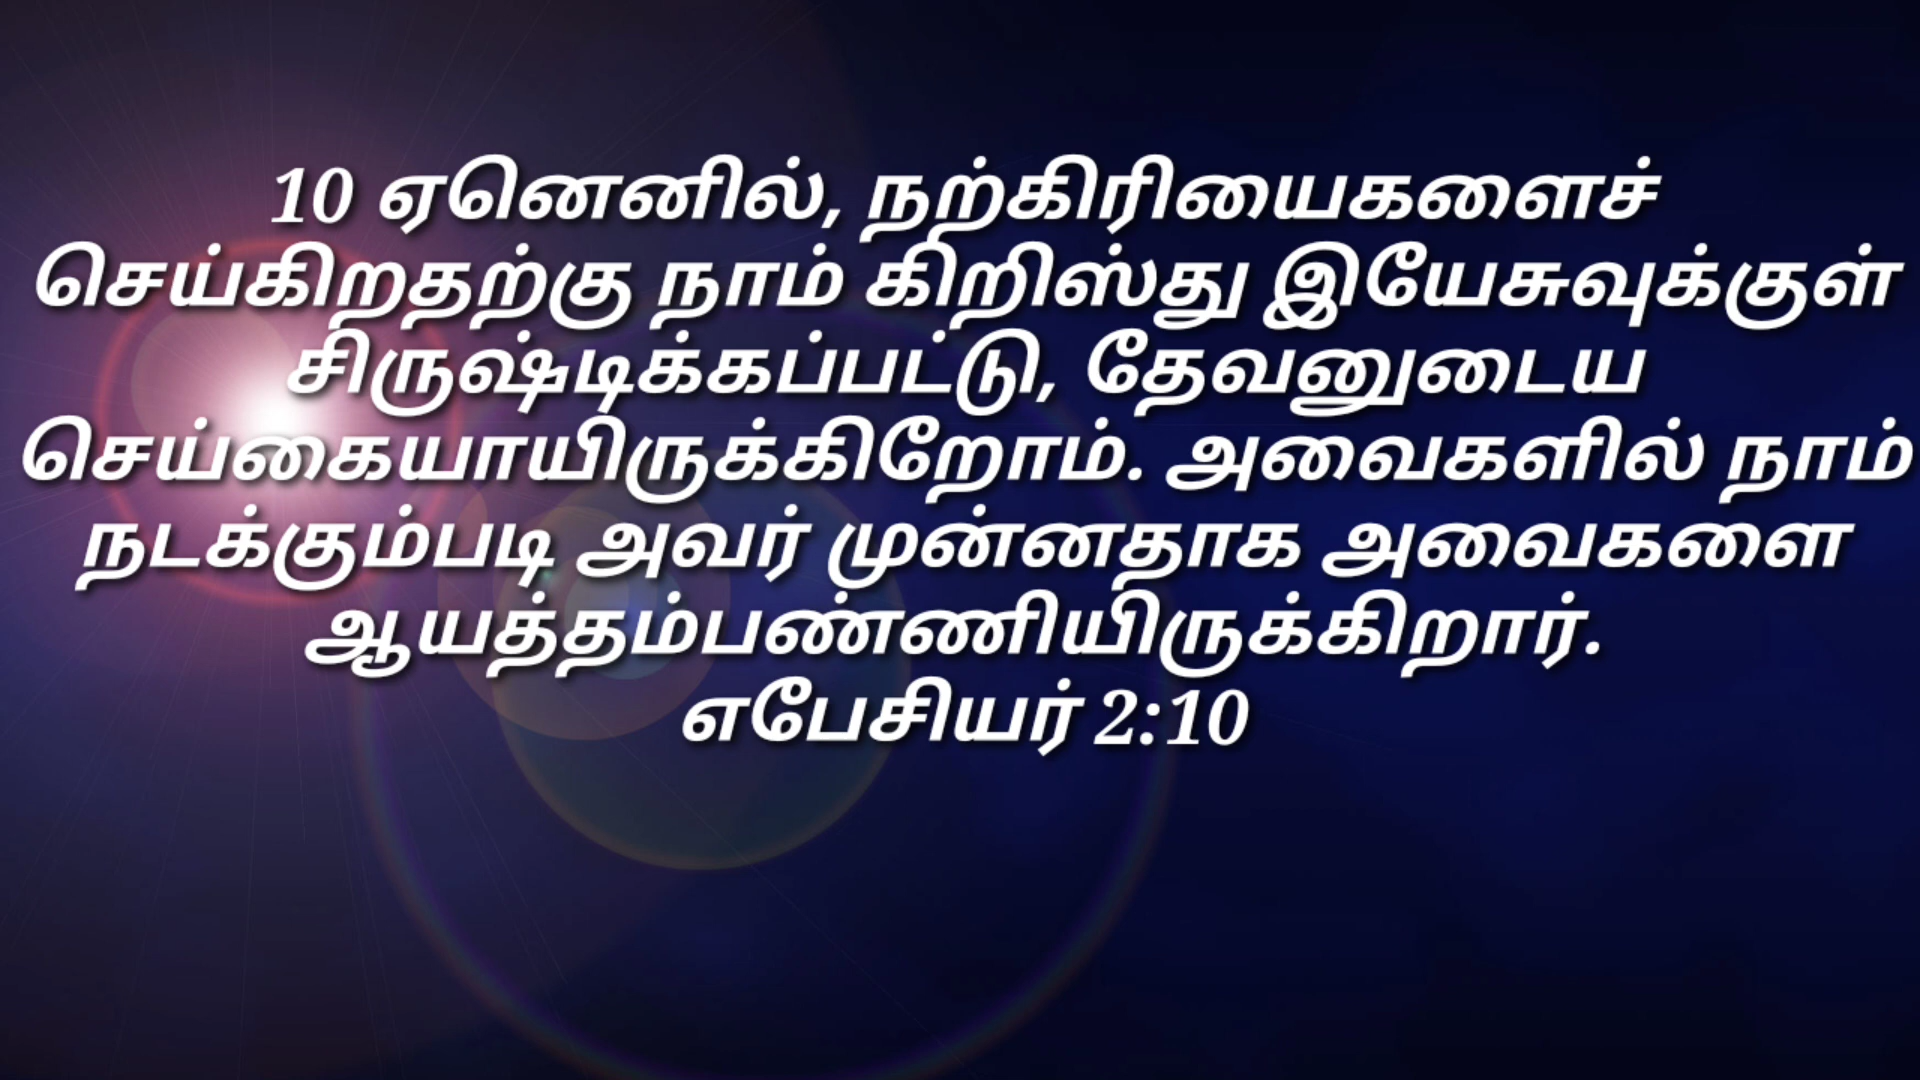 10 ஏனெனில், நற்கிரியைகளைச்
செய்கிறதற்கு நாம் கிறிஸ்து இயேசுவுக்குள்
சிருஷ்டிக்கப்பட்டு, தேவனுடைய
செய்கையாயிருக்கிறோம். அவைகளில் நாம்
நடக்கும்படி அவர் முன்னதாக அவைகளை
ஆயத்தம்பண்ணியிருக்கிறார்.
எபேசியர் 2:10